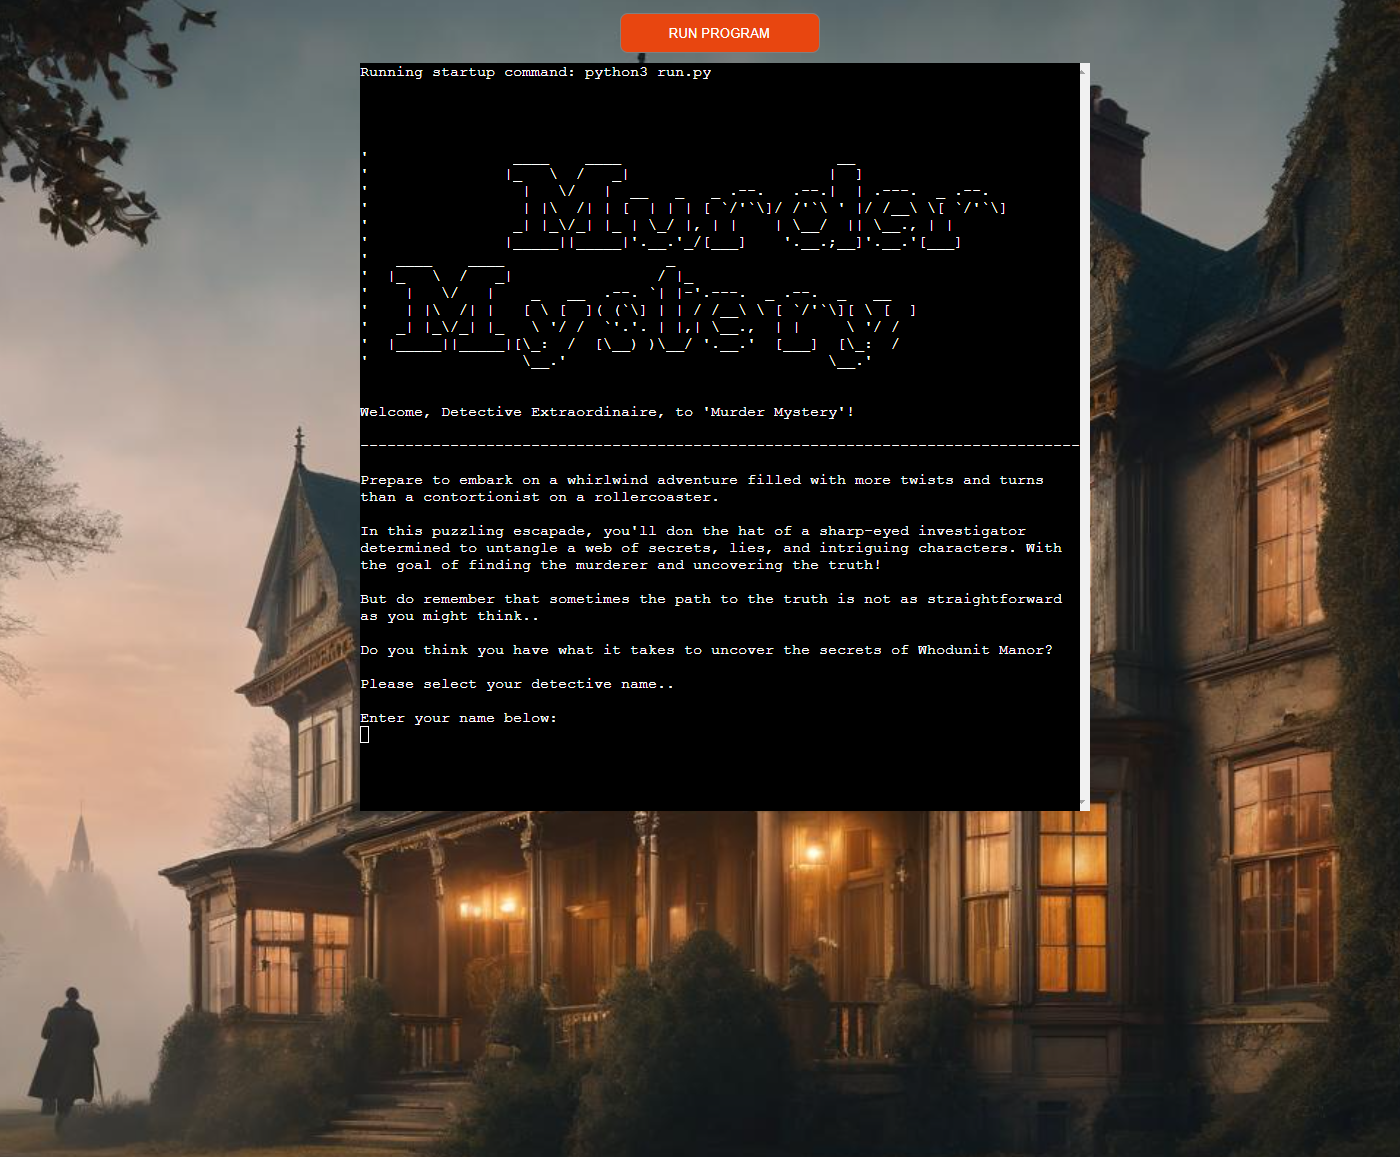 RUN PROGRAM
Running startup command: python3 run.py
Murder
Mystery
Welcome, Detective Extraordinaire, to 'Murder Mystery'!
--------------------------------------------------------------------------------
Prepare to embark on a whirlwind adventure filled with more twists and turns
than a contortionist on a rollercoaster.
In this puzzling escapade, you'll don the hat of a sharp-eyed investigator
determined to untangle a web of secrets, lies, and intriguing characters. With
the goal of finding the murderer and uncovering the truth!
But do remember that sometimes the path to the truth is not as straightforward
as you might think..
Do you think you have what it takes to uncover the secrets of Whodunit Manor?
Please select your detective name..
Enter your name below: